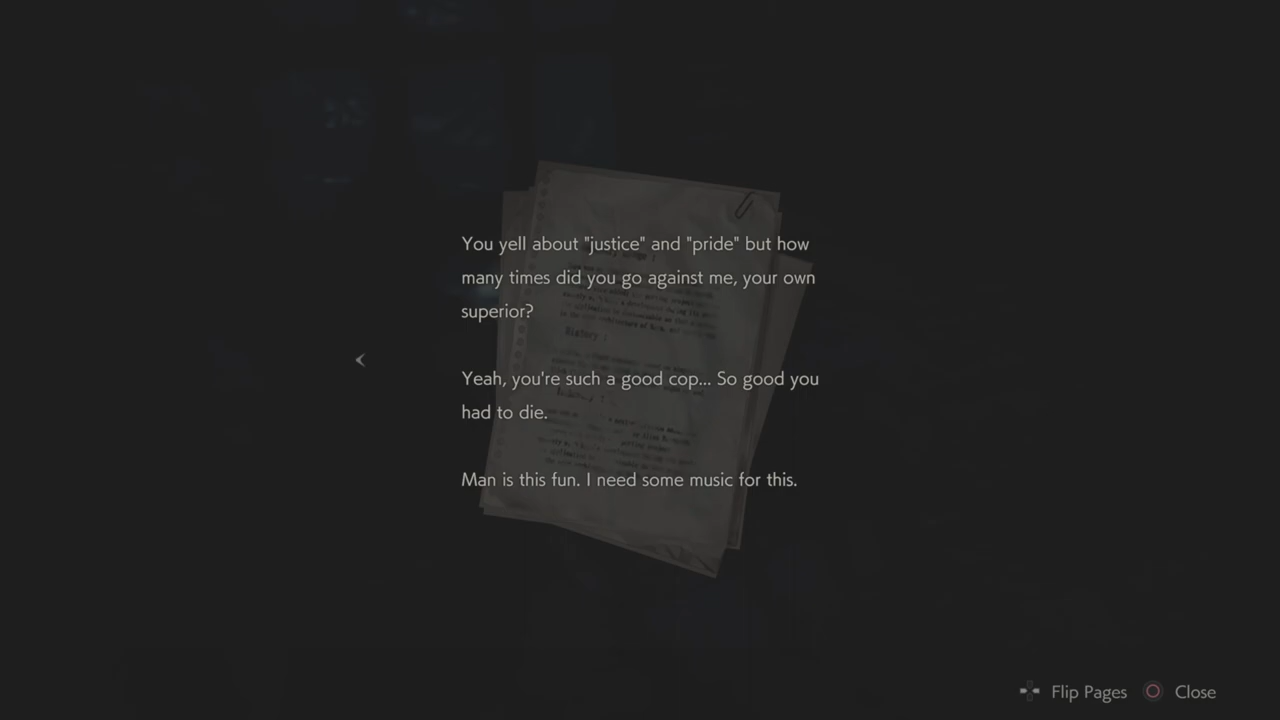 You yell about "justice" and "pride" but how
many times did you go against me, your own
superior?
Yeah, you're such a good cop... So good you
had to die.
Man is this fun. I need some music for this.
History :
Flip Pages
Close